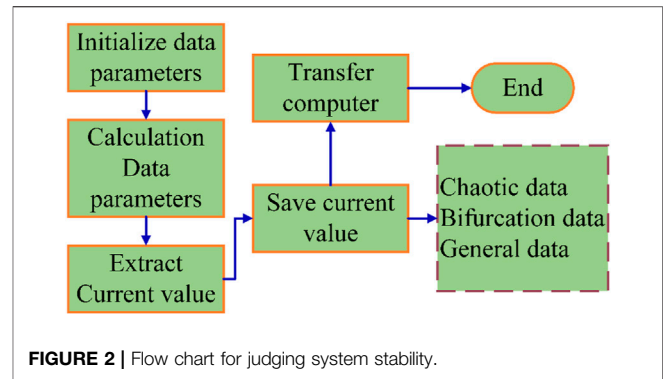 Initialize data
parameters
Calculation
Data
parameters
Extract
Current value
Save current
value
Transfer
computer
End
Chaotic data
Bifurcation data
General data
FIGURE 2 | Flow chart for judging system stability.